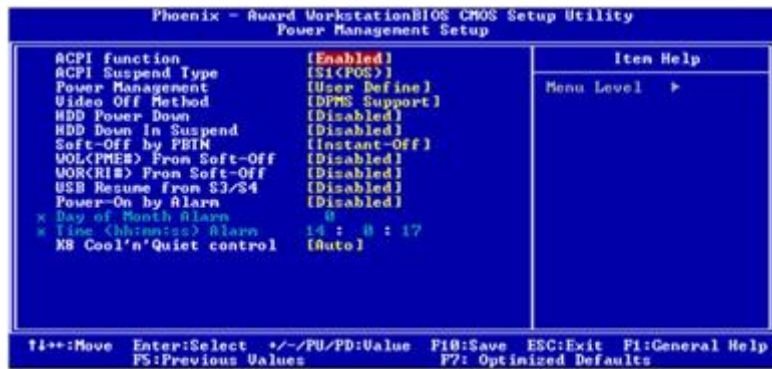 Phoenix - Award WorkstationBIOS CMOS Setup Utility
Power Management Setup
ACPI function [Enabled]
ACPI Suspend Type [S1(POS)]
Power Management [User Define]
Video Off Method [DPMS Support]
HDD Power Down [Disabled]
HDD Down In Suspend [Disabled]
Soft-Off by PBTN [Instant-Off]
WOL(PME#) From Soft-Off [Disabled]
WOR(RI#) From Soft-Off [Disabled]
USB Resume from S3/S4 [Disabled]
Power-On by Alarm [Disabled]
x Day of Month Alarm 0
x Time (hh:mm:ss) Alarm 14 : 0 : 17
K8 Cool'n'Quiet control [Auto]
Item Help
Menu Level ▶
↑↓→←:Move Enter:Select +/-/PU/PD:Value F10:Save ESC:Exit F1:General Help
F5:Previous Values F7: Optimized Defaults